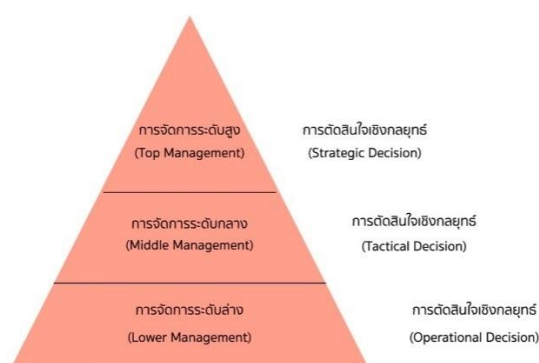 การจัดการระดับสูง
(Top Management)
การตัดสินใจเชิงกลยุทธ์
(Strategic Decision)
การจัดการระดับกลาง
(Middle Management)
การตัดสินใจเชิงกลยุทธ์
(Tactical Decision)
การจัดการระดับล่าง
(Lower Management)
การตัดสินใจเชิงกลยุทธ์
(Operational Decision)